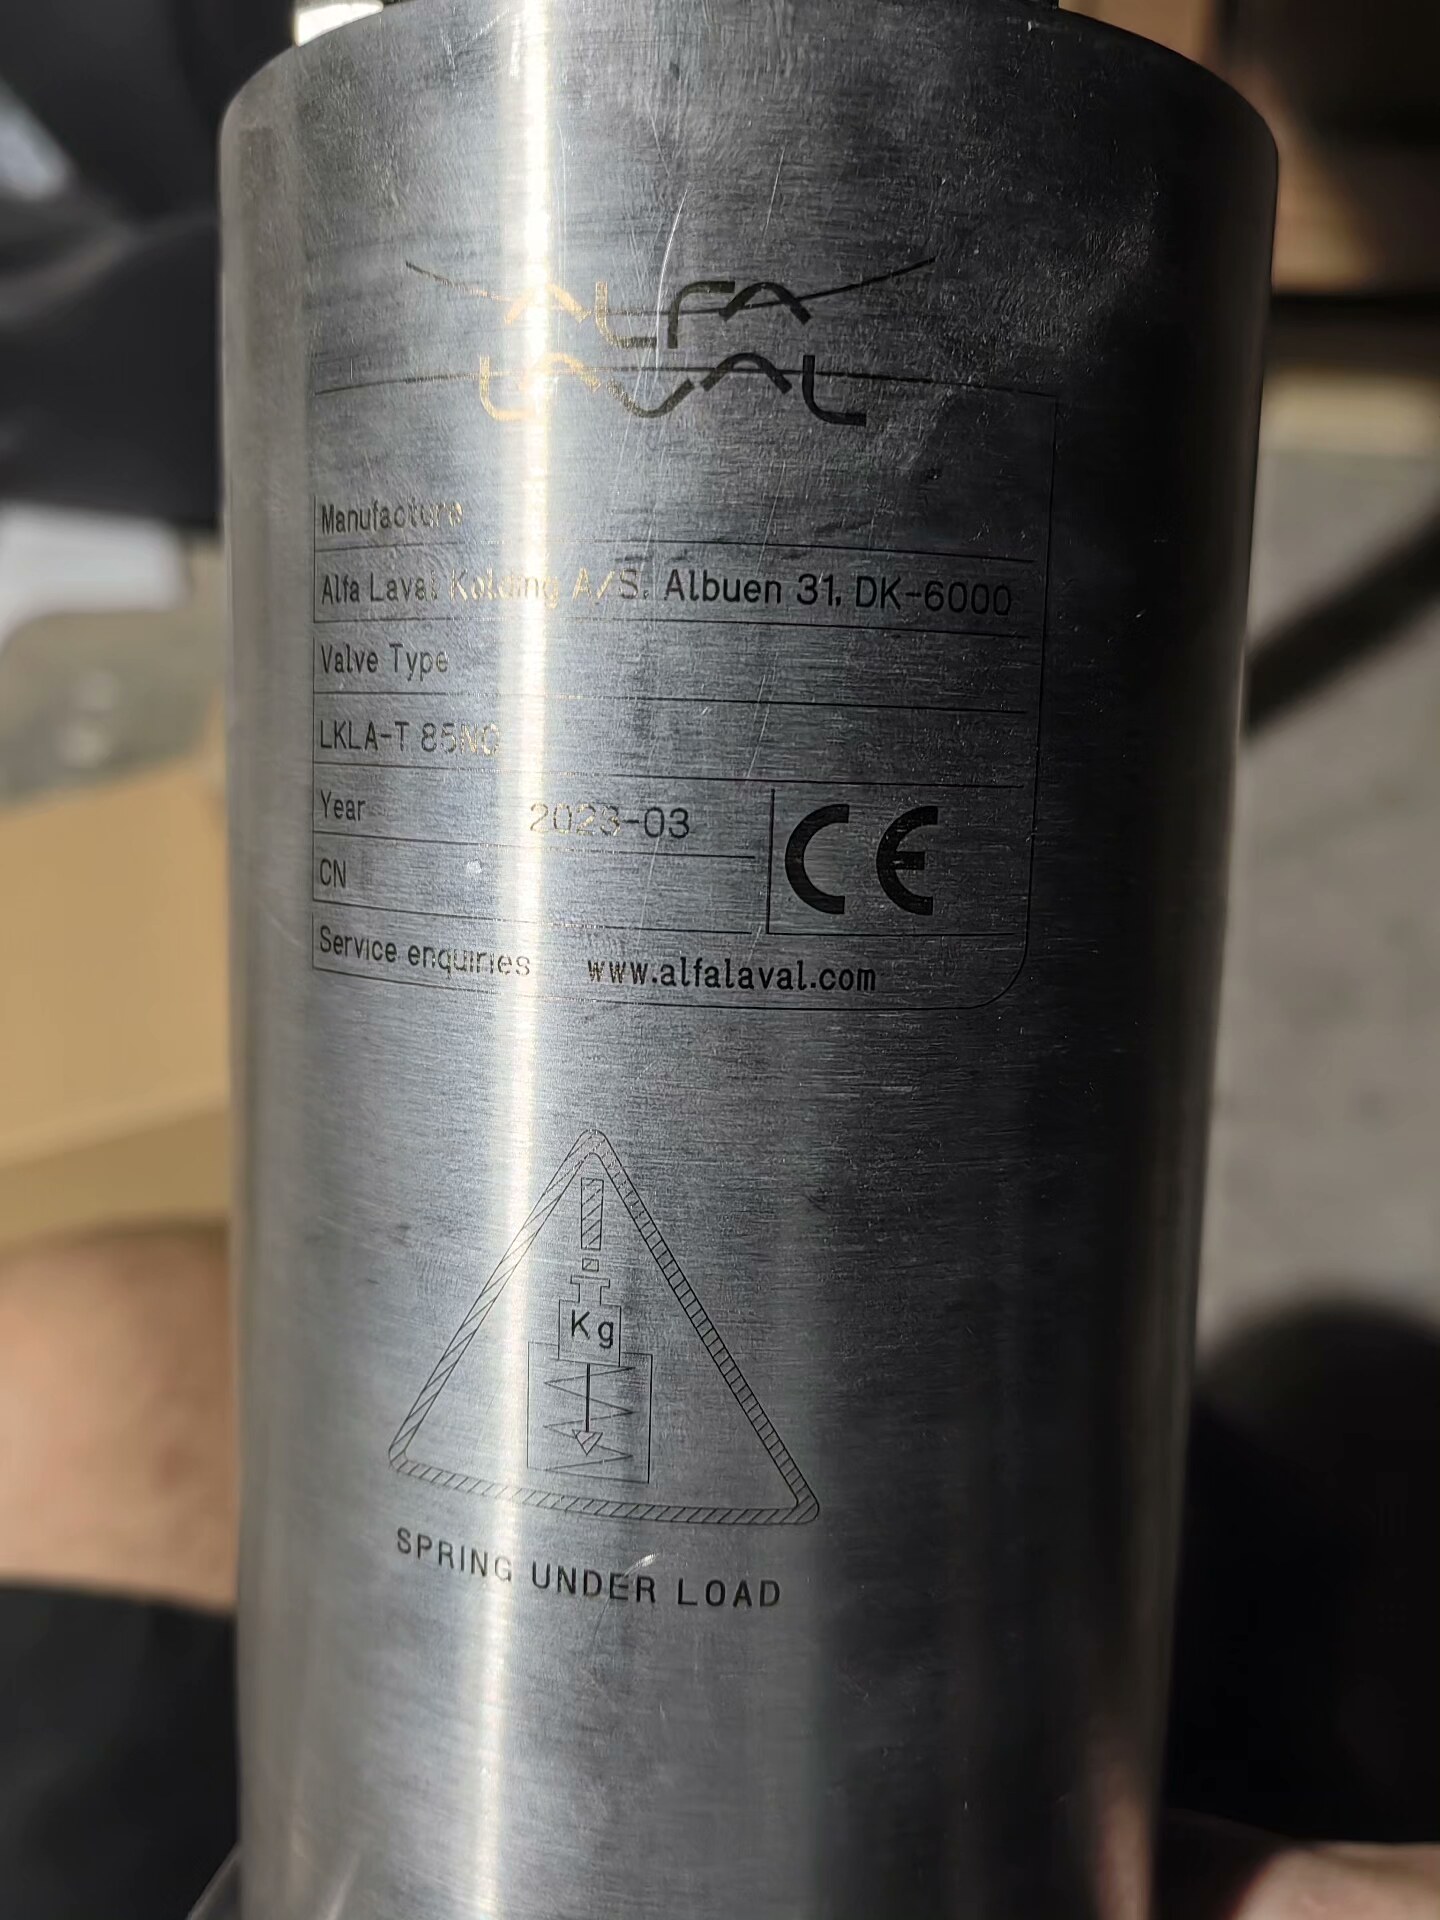 ALFA
LAVAL
Manufacture
Alfa Laval Kolding A/S. Albuen 31, DK-6000
Valve Type
LKLA-T 85NC
Year 2023-03
CE
CN
Service enquiries www.alfalaval.com
Kg
SPRING UNDER LOAD